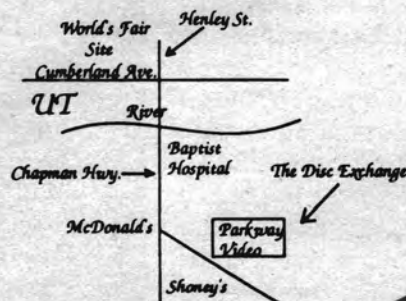 World's Fair
Site
Henley St.
Cumberland Ave.
UT
River
Baptist
Hospital
Chapman Hwy.
The Disc Exchange
McDonald's
Parkway
Video
Shoney's